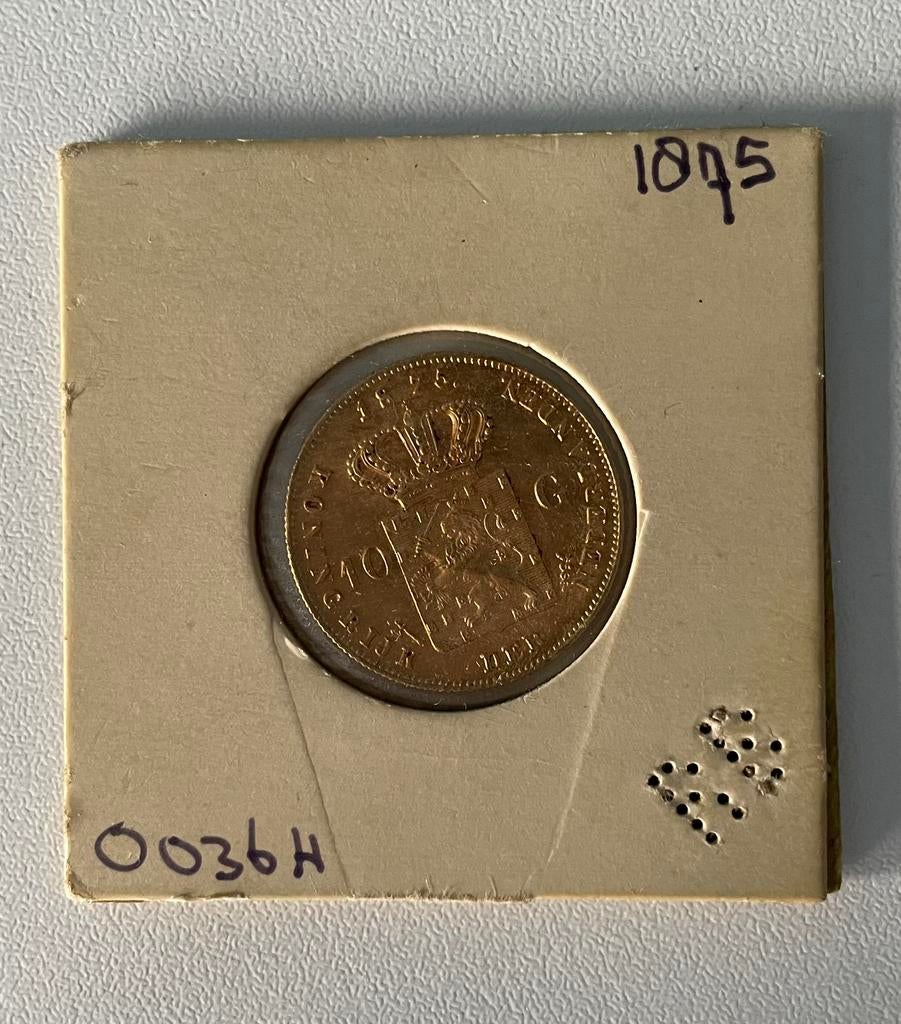 1875
KONINGRIJK DER NEDERLANDEN 1875.
10 G
0036H